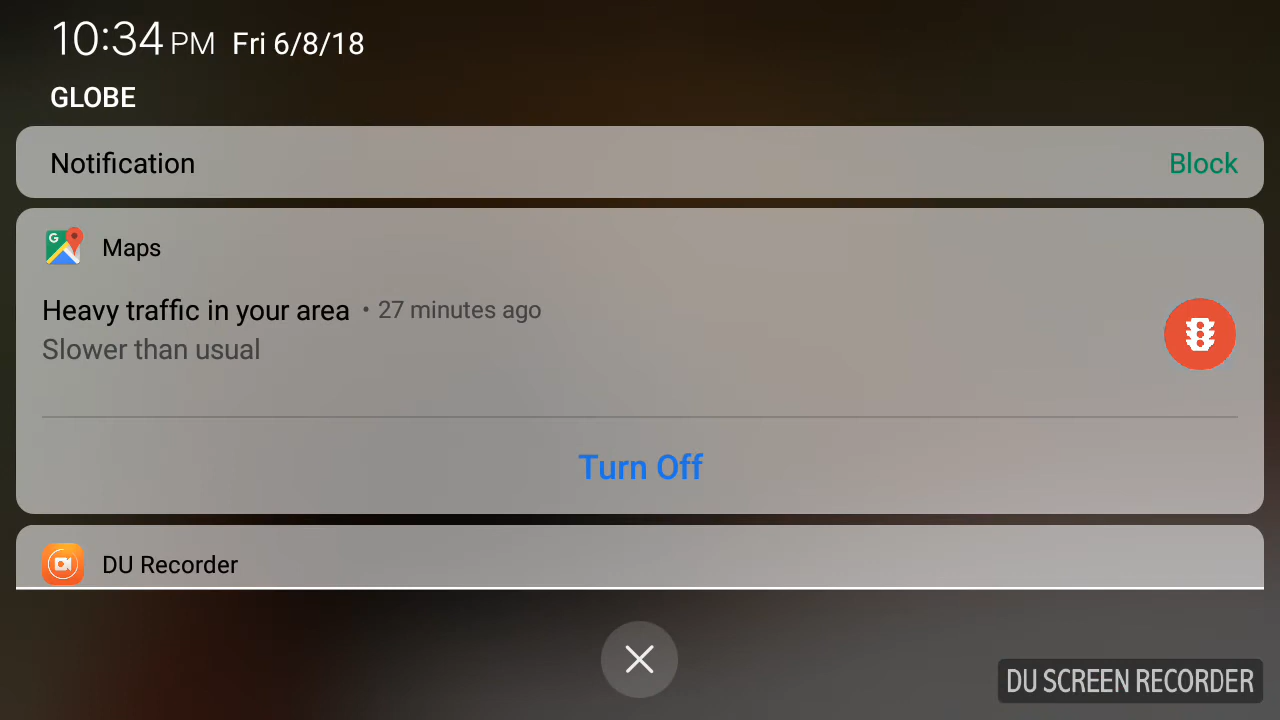 10:34 PM Fri 6/8/18
GLOBE
Notification Block
Maps
Heavy traffic in your area • 27 minutes ago
Slower than usual
Turn Off
DU Recorder
DU SCREEN RECORDER